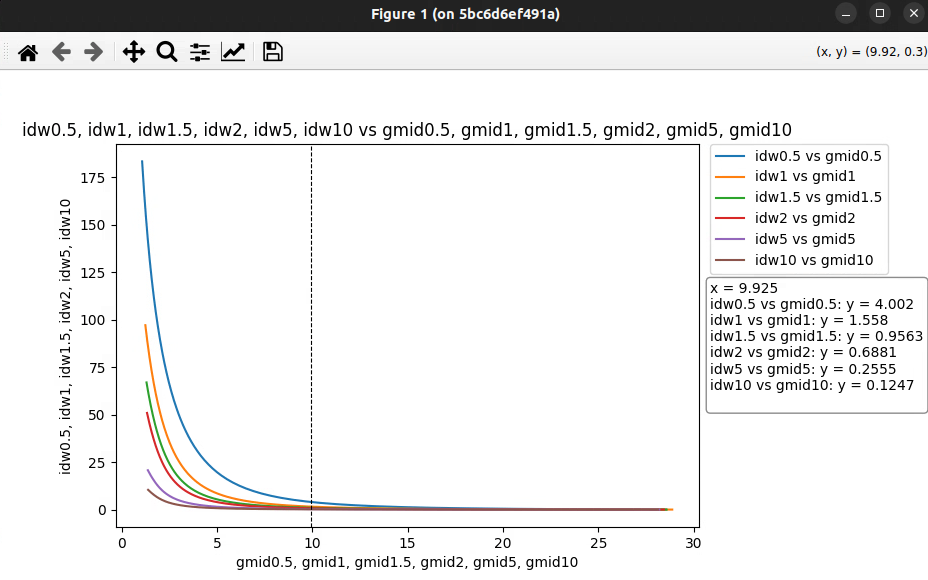 Figure 1 (on 5bc6d6ef491a)
(x, y) = (9.92, 0.3)
idw0.5, idw1, idw1.5, idw2, idw5, idw10 vs gmid0.5, gmid1, gmid1.5, gmid2, gmid5, gmid10
idw0.5, idw1, idw1.5, idw2, idw5, idw10
175
150
125
100
75
50
25
0
0
5
10
15
20
25
30
gmid0.5, gmid1, gmid1.5, gmid2, gmid5, gmid10
idw0.5 vs gmid0.5
idw1 vs gmid1
idw1.5 vs gmid1.5
idw2 vs gmid2
idw5 vs gmid5
idw10 vs gmid10
x = 9.925
idw0.5 vs gmid0.5: y = 4.002
idw1 vs gmid1: y = 1.558
idw1.5 vs gmid1.5: y = 0.9563
idw2 vs gmid2: y = 0.6881
idw5 vs gmid5: y = 0.2555
idw10 vs gmid10: y = 0.1247